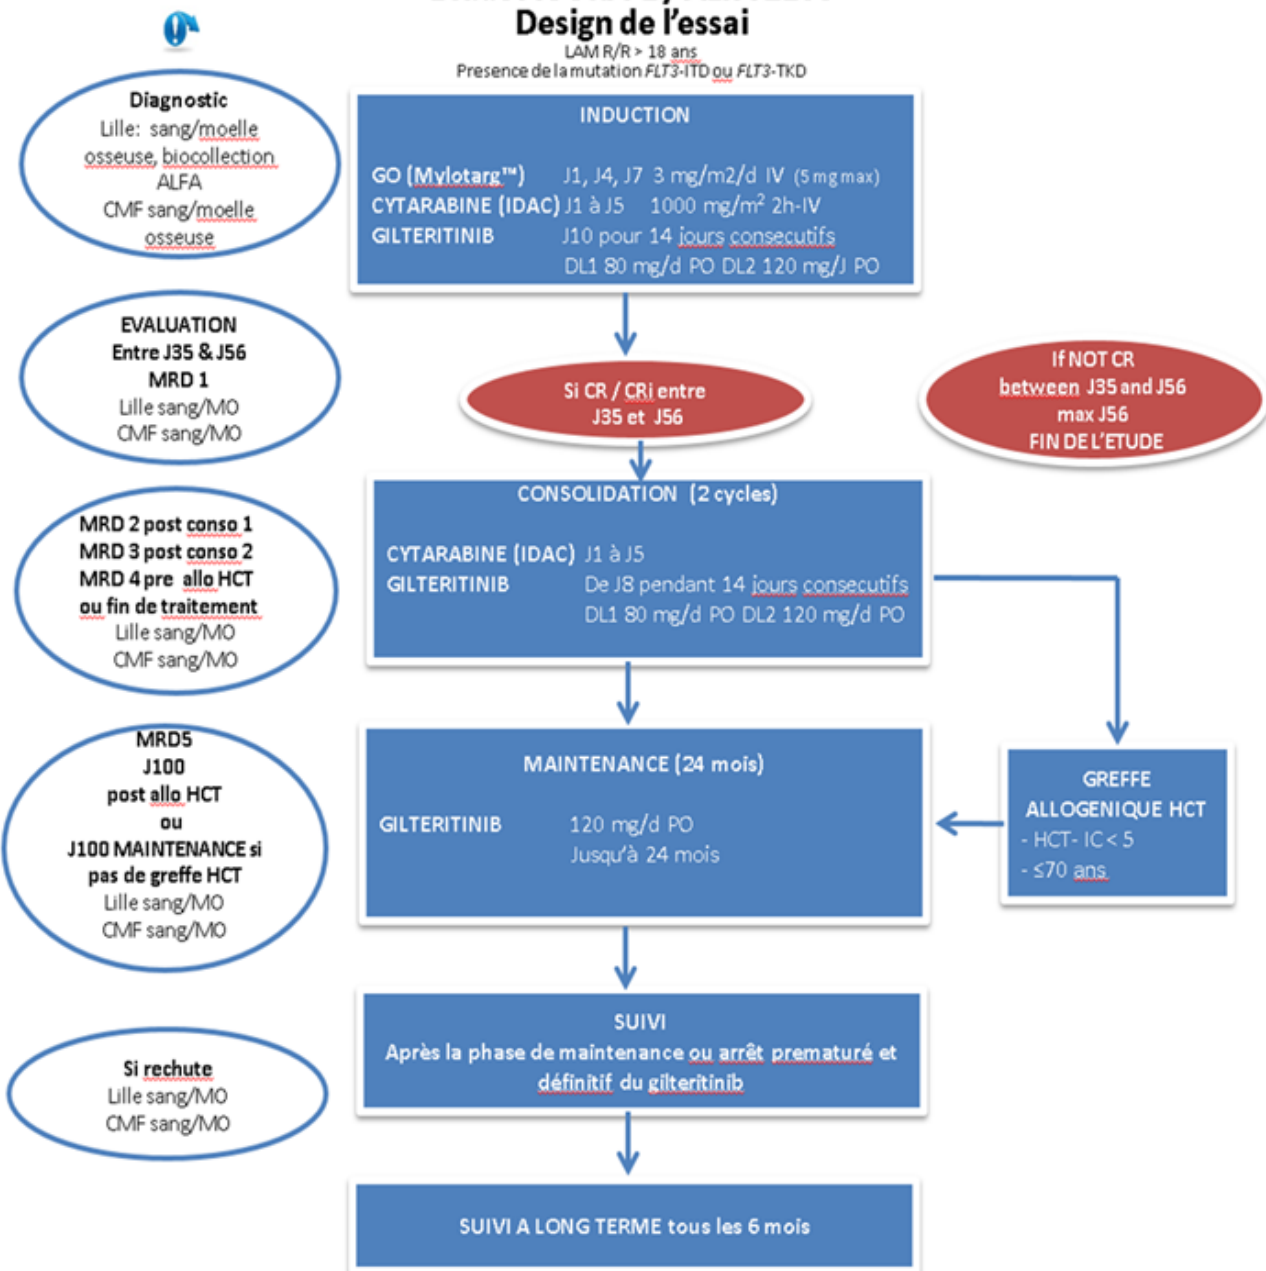 Design de l'essai
LAM R/R > 18 ans
Presence de la mutation FLT3-ITD ou FLT3-TKD
Diagnostic
Lille: sang/moelle
osseuse, biocollection
ALFA
CMF sang/moelle
osseuse
INDUCTION
GO (Mylotarg™) J1, J4, J7 3 mg/m2/d IV (5 mg max)
CYTARABINE (IDAC) J1 à J5 1000 mg/m² 2h-IV
GILTERITINIB J10 pour 14 jours consecutifs
DL1 80 mg/d PO DL2 120 mg/J PO
EVALUATION
Entre J35 & J56
MRD 1
Lille sang/MO
CMF sang/MO
Si CR / CRi entre
J35 et J56
If NOT CR
between J35 and J56
max J56
FIN DE L'ETUDE
MRD 2 post conso 1
MRD 3 post conso 2
MRD 4 pre allo HCT
ou fin de traitement
Lille sang/MO
CMF sang/MO
CONSOLIDATION (2 cycles)
CYTARABINE (IDAC) J1 à J5
GILTERITINIB De J8 pendant 14 jours consecutifs
DL1 80 mg/d PO DL2 120 mg/d PO
MRD5
J100
post allo HCT
ou
J100 MAINTENANCE si
pas de greffe HCT
Lille sang/MO
CMF sang/MO
MAINTENANCE (24 mois)
GILTERITINIB 120 mg/d PO
Jusqu'à 24 mois
GREFFE
ALLOGENIQUE HCT
- HCT- IC < 5
- ≤70 ans
Si rechute
Lille sang/MO
CMF sang/MO
SUIVI
Après la phase de maintenance ou arrêt prematuré et
définitif du gilteritinib
SUIVI A LONG TERME tous les 6 mois